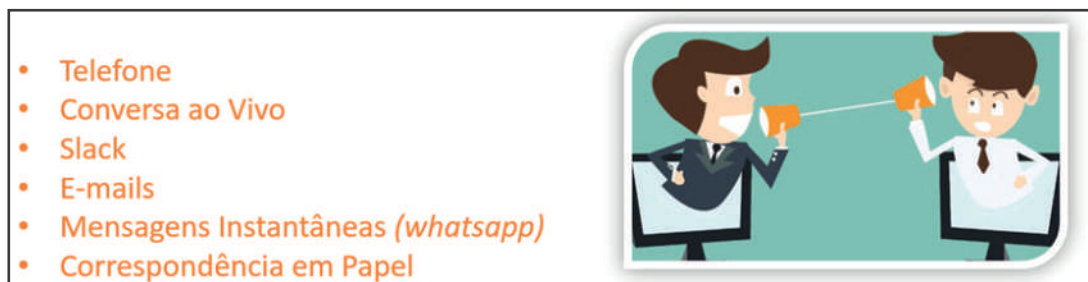 • Telefone
• Conversa ao Vivo
• Slack
• E-mails
• Mensagens Instantâneas (whatsapp)
• Correspondência em Papel